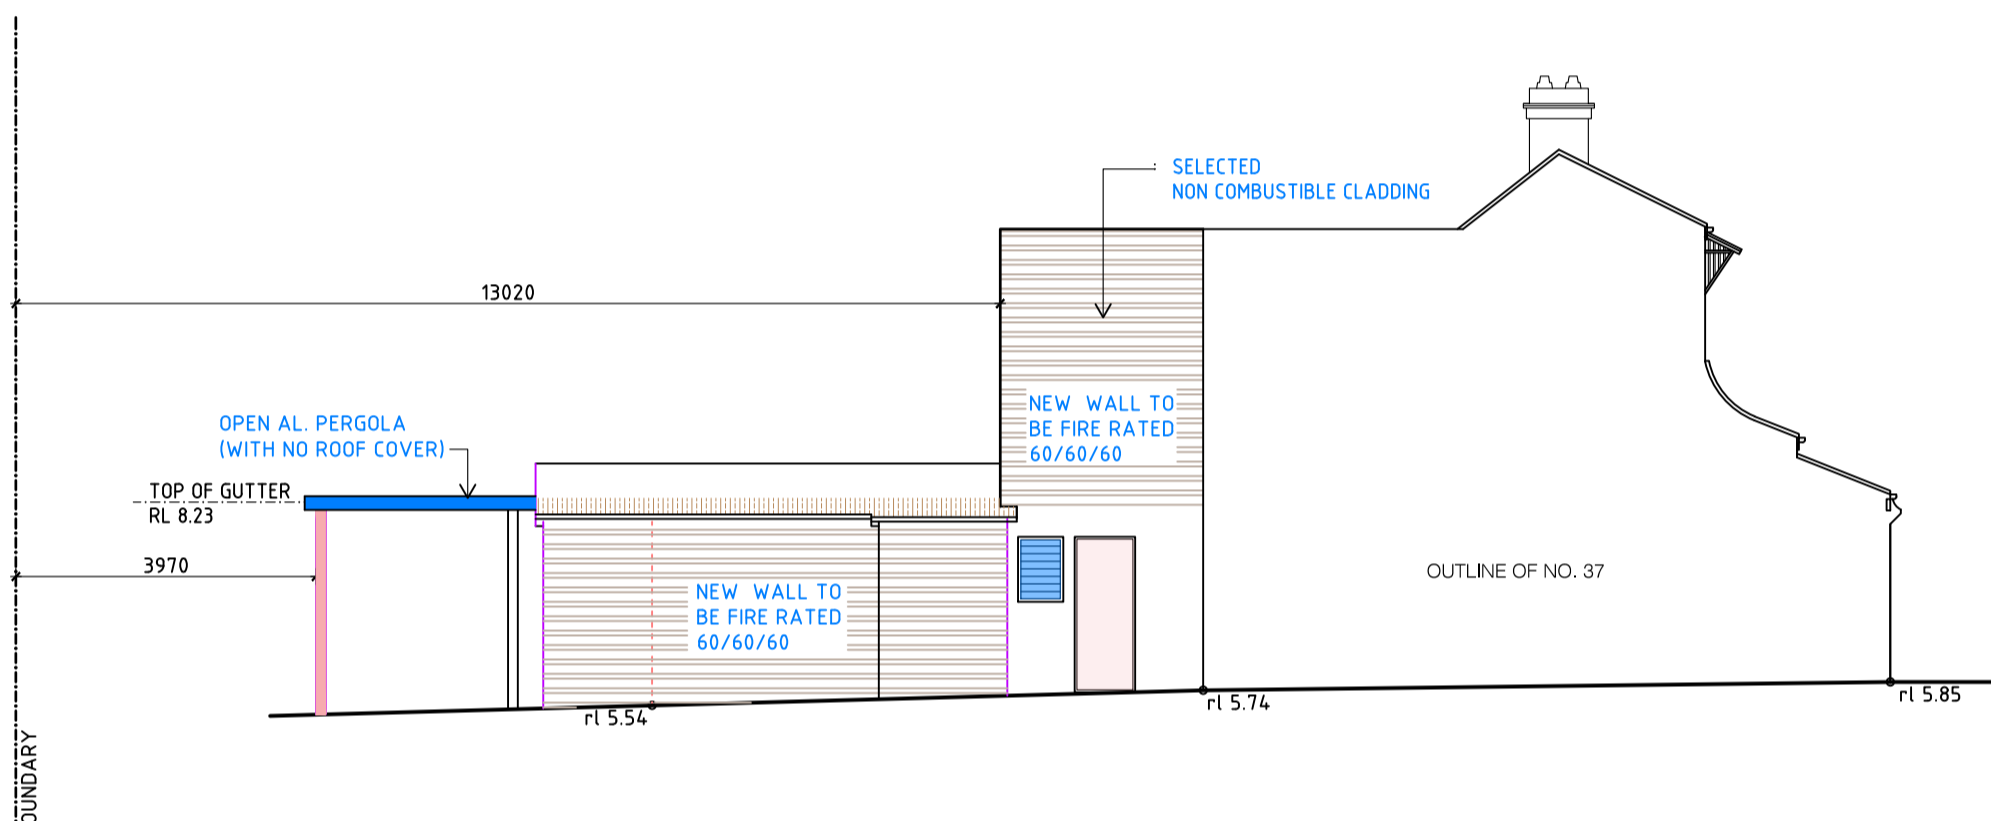 SELECTED
NON COMBUSTIBLE CLADDING
13020
NEW WALL TO
BE FIRE RATED
60/60/60
OPEN AL. PERGOLA
(WITH NO ROOF COVER)
TOP OF GUTTER
RL 8.23
3970
NEW WALL TO
BE FIRE RATED
60/60/60
OUTLINE OF NO. 37
rl 5.54
rl 5.74
rl 5.85
OUNDARY